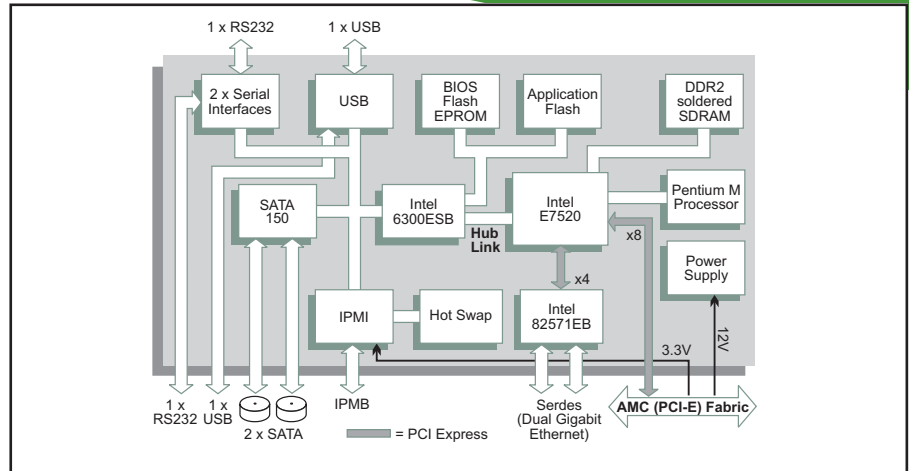 1 x RS232
1 x USB
2 x Serial
Interfaces
USB
BIOS
Flash
EPROM
Application
Flash
DDR2
soldered
SDRAM
SATA
150
Intel
6300ESB
Hub
Link
Intel
E7520
Pentium M
Processor
x8
x4
Power
Supply
IPMI
Hot Swap
Intel
82571EB
3.3V
12V
1 x
RS232
1 x
USB
2 x SATA
IPMB
Serdes
(Dual Gigabit
Ethernet)
AMC (PCI-E) Fabric
= PCI Express